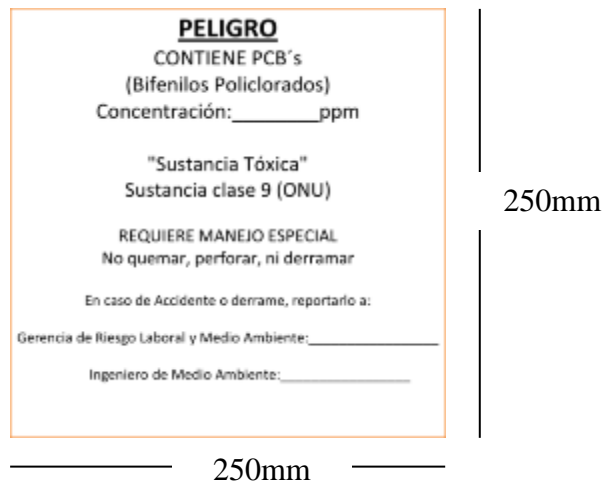 PELIGRO
CONTIENE PCB´s
(Bifenilos Policlorados)
Concentración:________ppm
"Sustancia Tóxica"
Sustancia clase 9 (ONU)
250mm
REQUIERE MANEJO ESPECIAL
No quemar, perforar, ni derramar
En caso de Accidente o derrame, reportarlo a:
Gerencia de Riesgo Laboral y Medio Ambiente:___________________
Ingeniero de Medio Ambiente:___________________
250mm